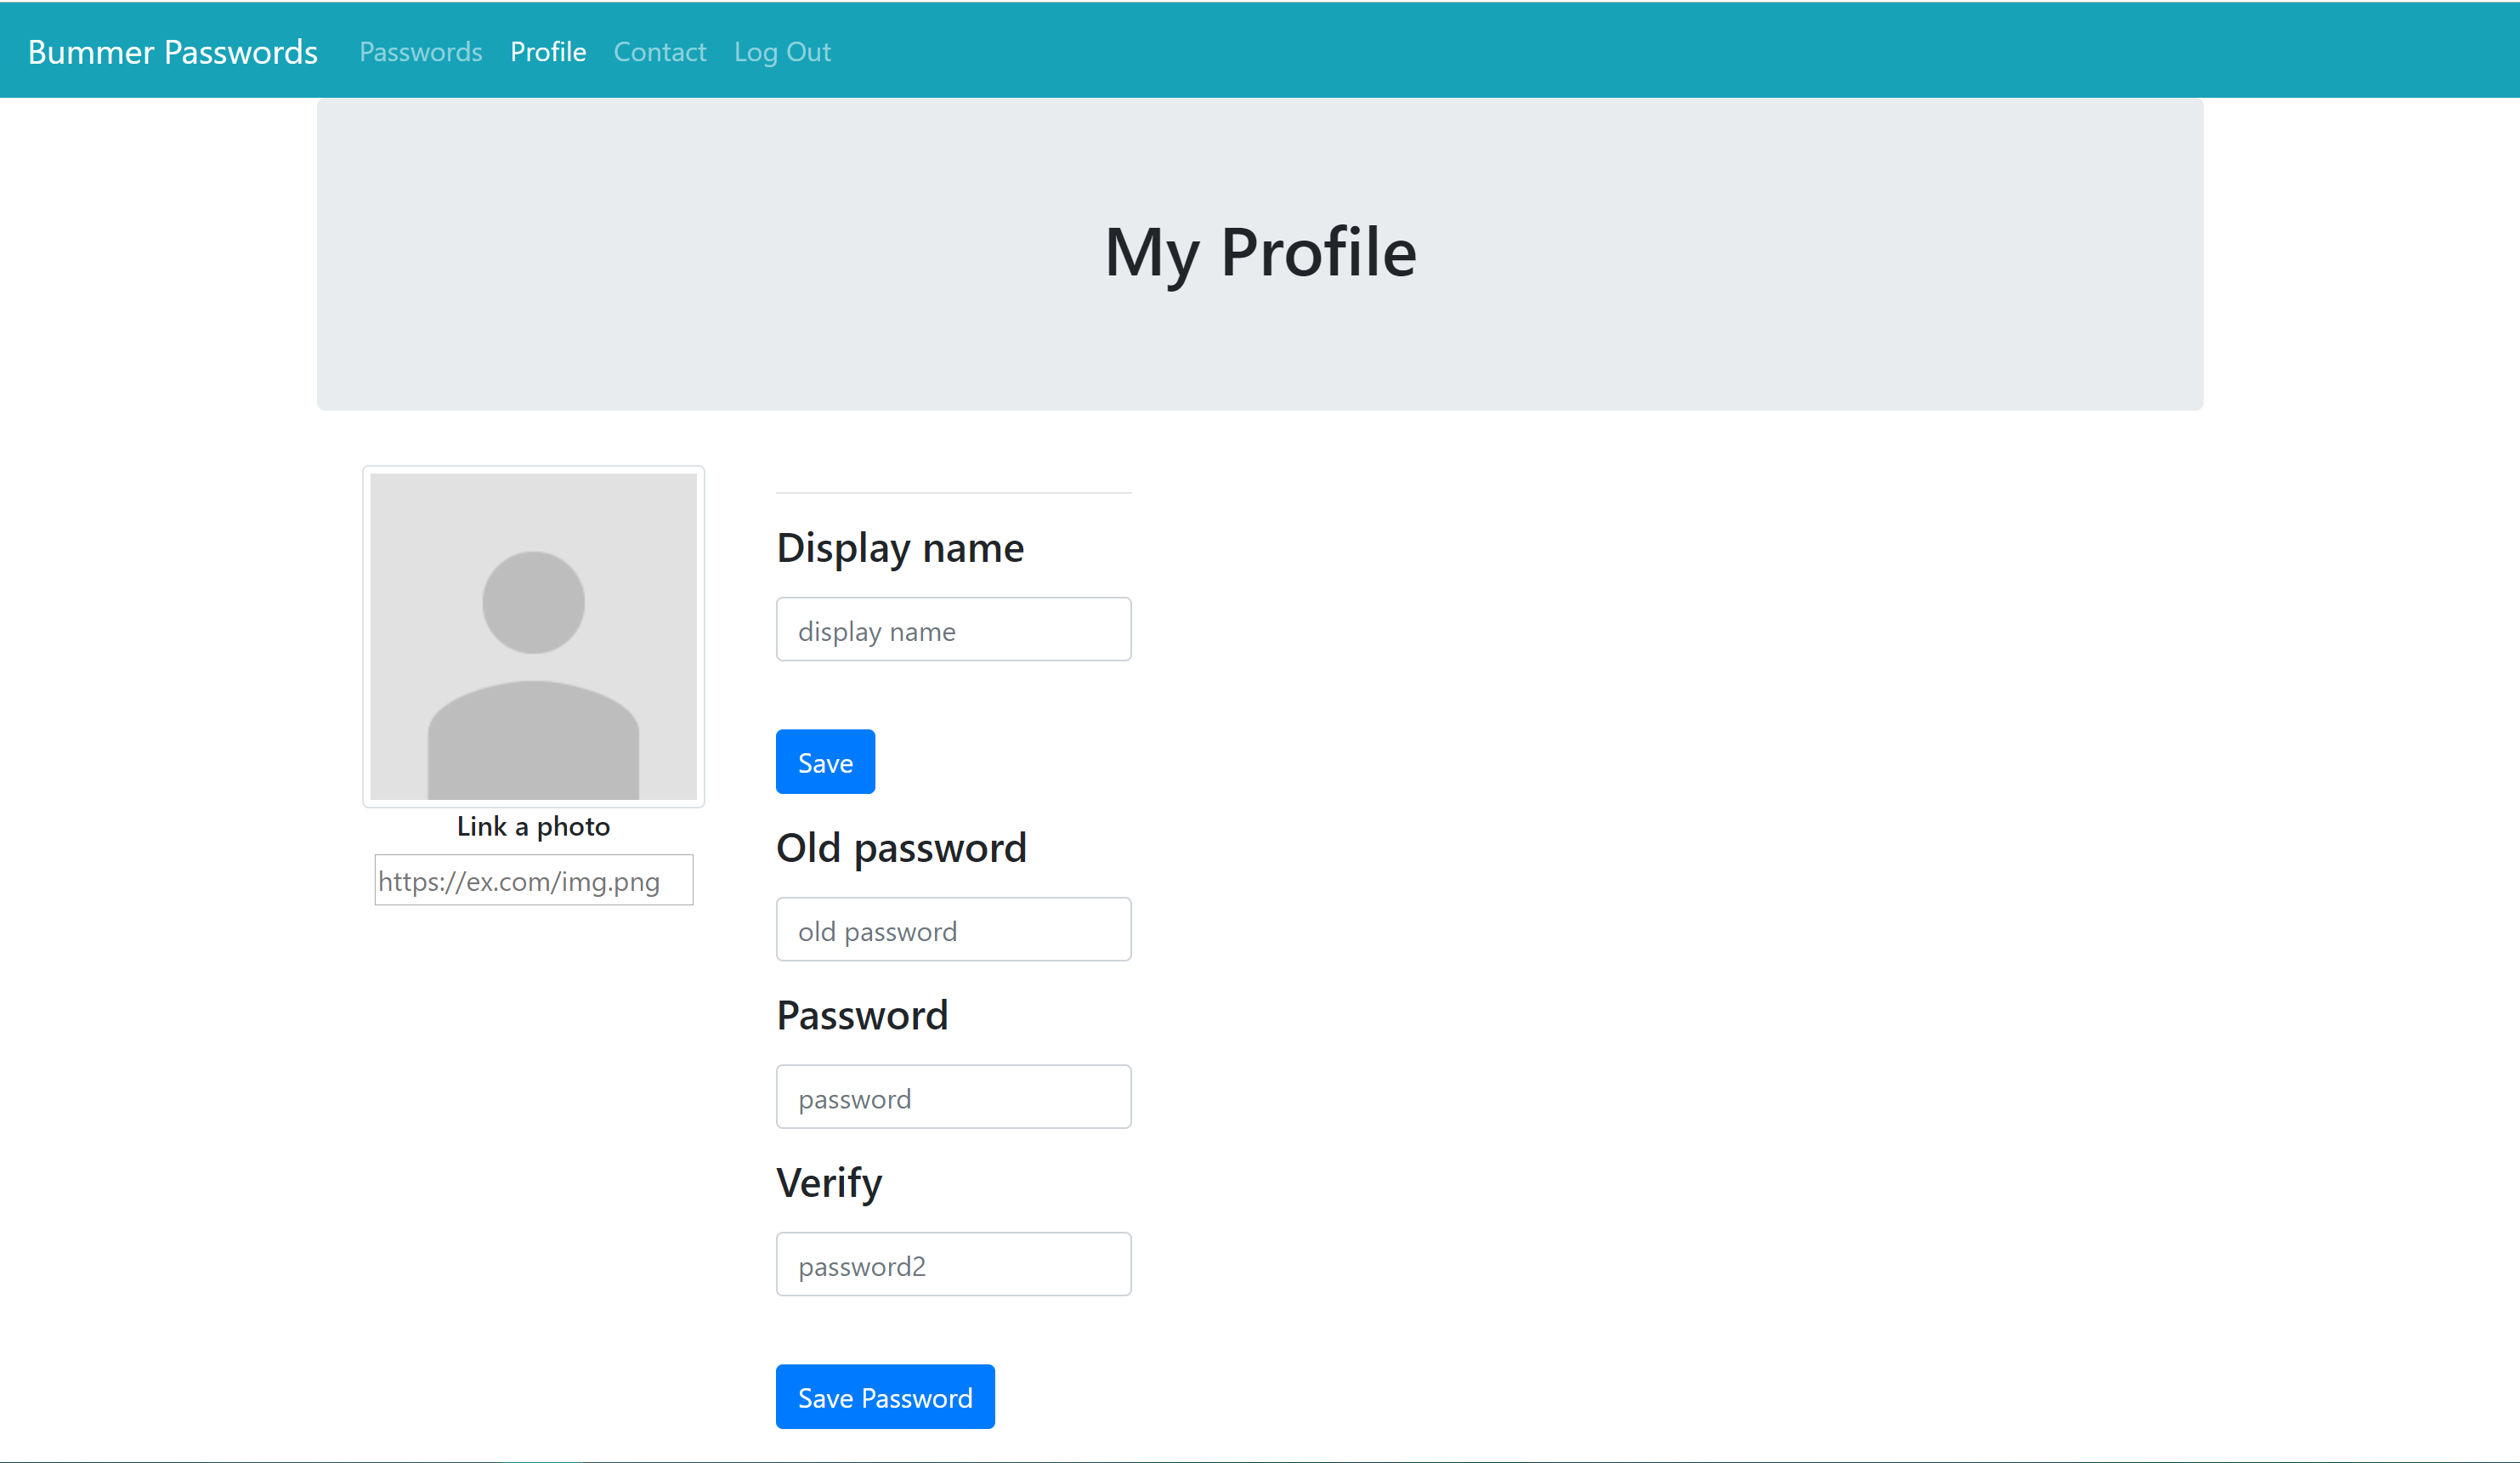 Bummer Passwords Passwords Profile Contact Log Out
My Profile
Link a photo
https://ex.com/img.png
Display name
display name
Save
Old password
old password
Password
password
Verify
password2
Save Password